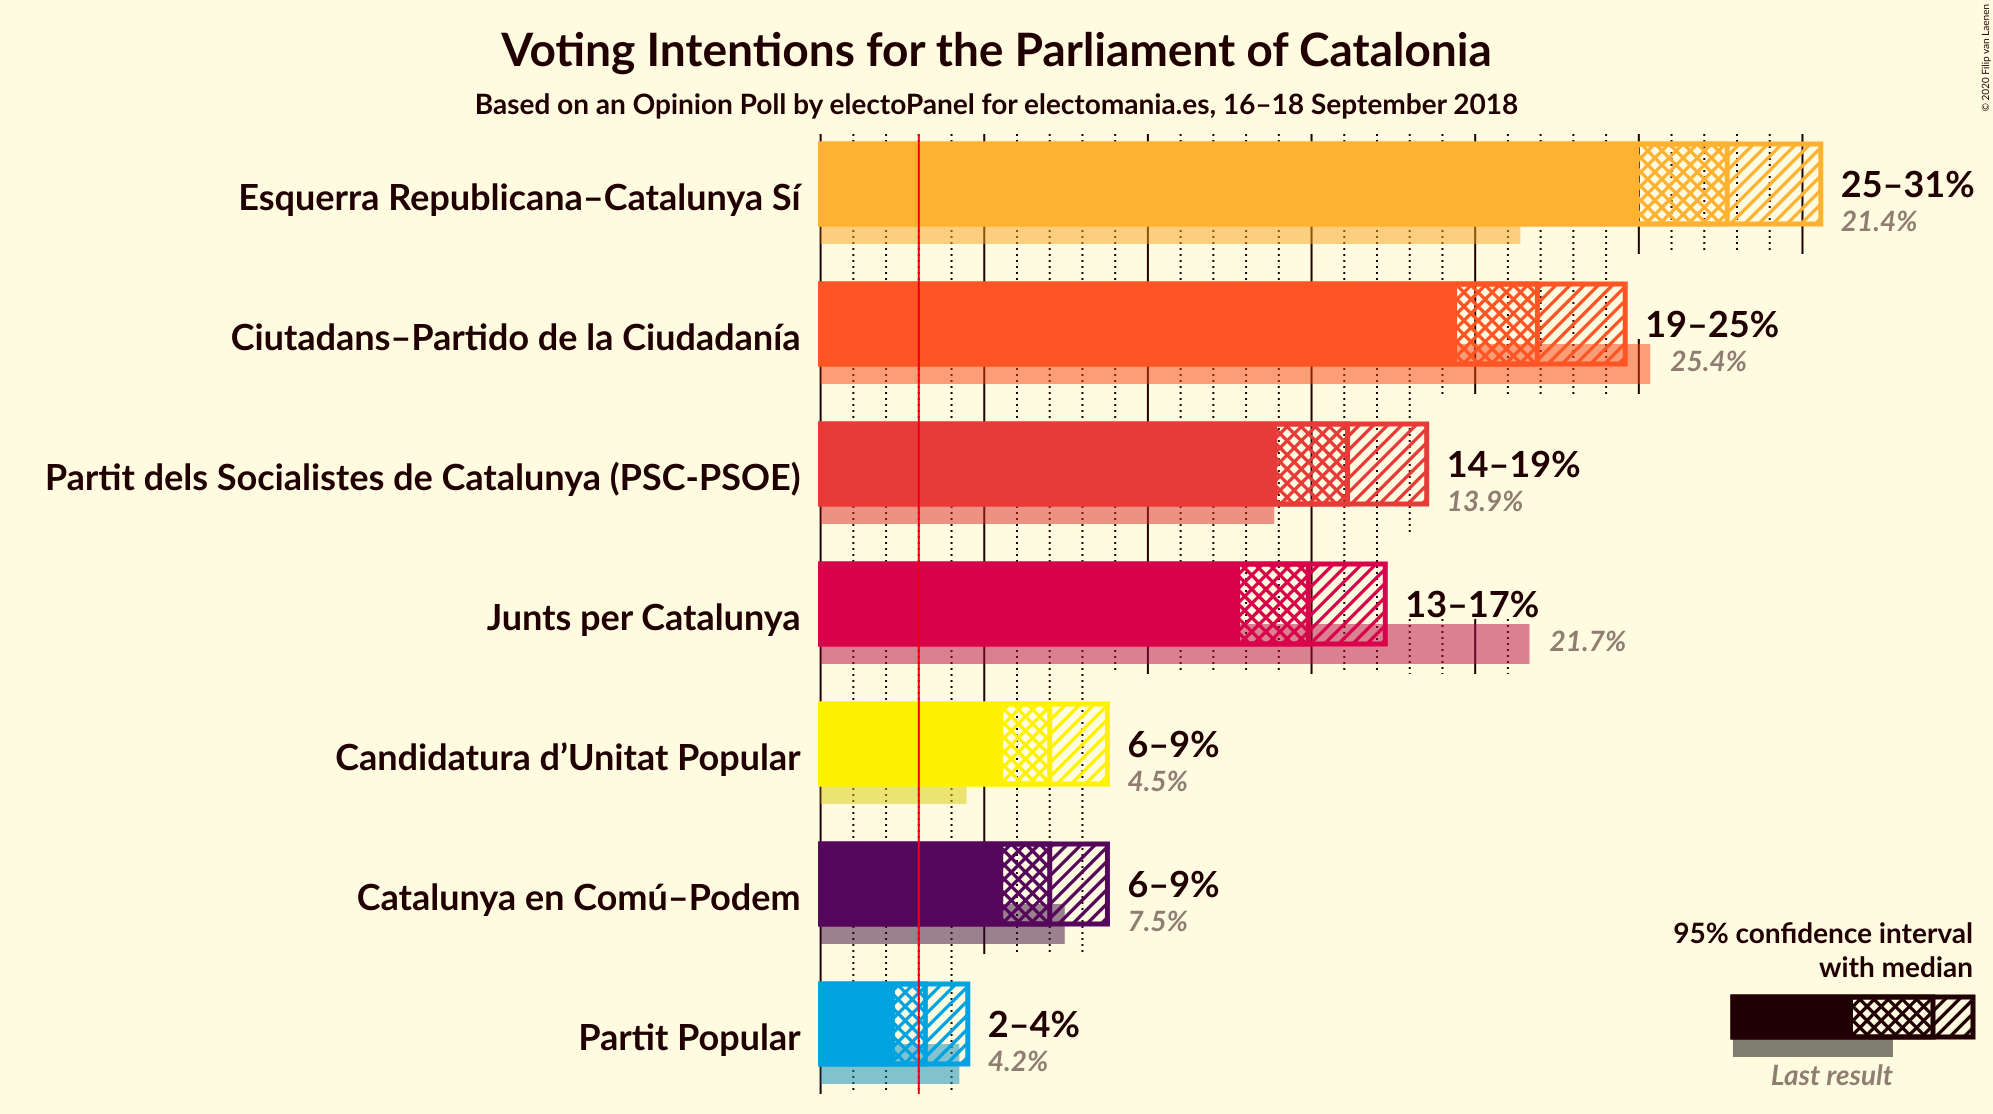 Voting Intentions for the Parliament of Catalonia
Based on an Opinion Poll by electoPanel for electomania.es, 16–18 September 2018
© 2020 Filip van Laenen
Esquerra Republicana–Catalunya Sí
25–31%
21.4%
Ciutadans–Partido de la Ciudadanía
19–25%
25.4%
Partit dels Socialistes de Catalunya (PSC-PSOE)
14–19%
13.9%
Junts per Catalunya
13–17%
21.7%
Candidatura d’Unitat Popular
6–9%
4.5%
Catalunya en Comú–Podem
6–9%
7.5%
Partit Popular
2–4%
4.2%
95% confidence interval
with median
Last result